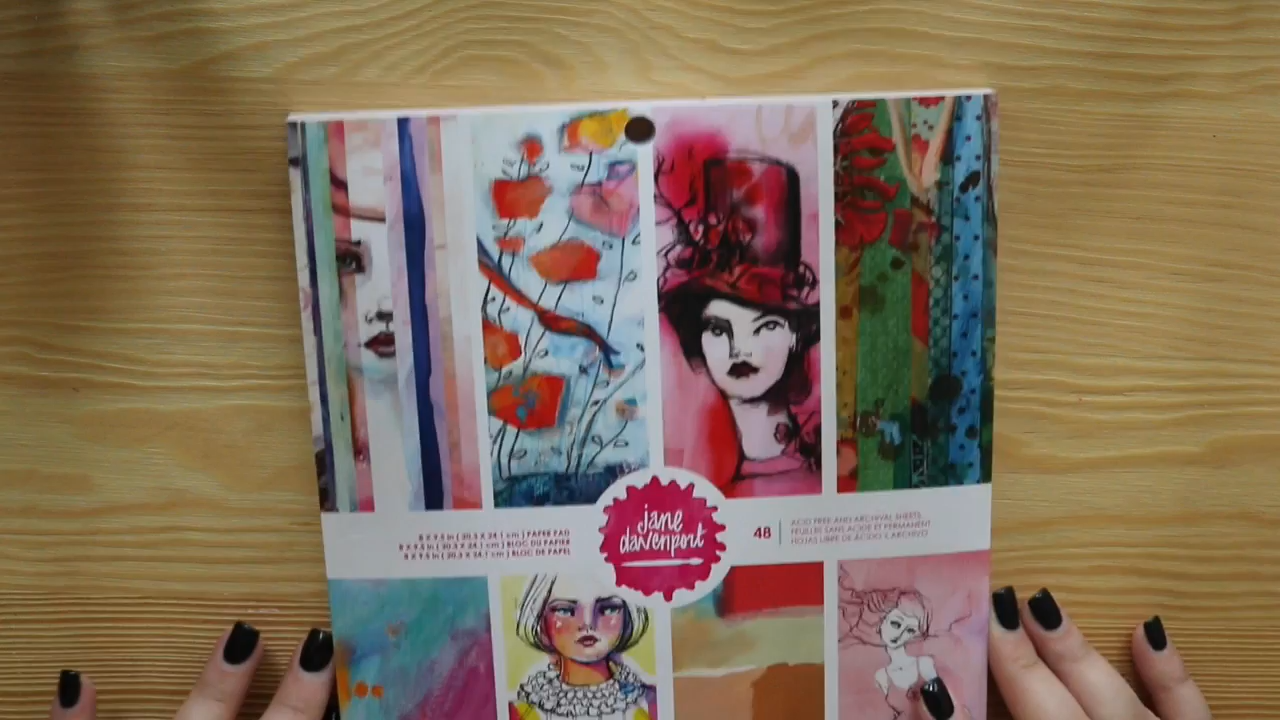 8 X 9.5 in ( 20.3 X 24.1 cm ) PAPER PAD
8 X 9.5 in ( 20.3 X 24.1 cm ) BLOC DU PAPIER
8 X 9.5 in ( 20.3 X 24.1 cm ) BLOC DE PAPEL
jane
davenport
48
ACID FREE AND ARCHIVAL SHEETS
FEUILLES SANS ACIDE ET PERMANENT
HOJAS LIBRE DE ÁCIDO Y ARCHIVO